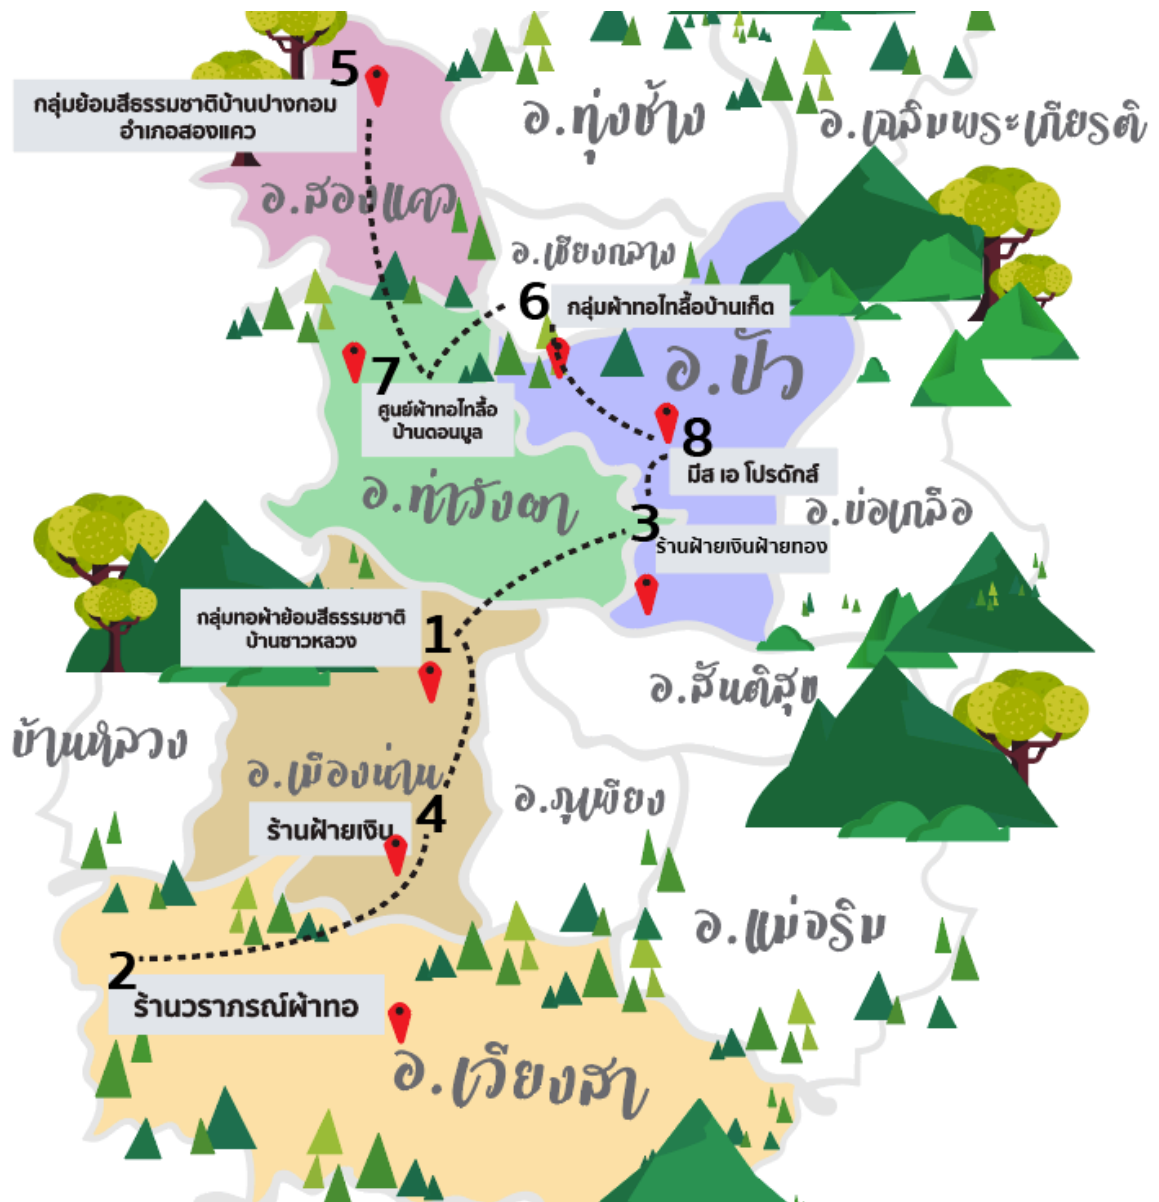 5
กลุ่มย้อมสีธรรมชาติบ้านปางกอม
อำเภอสองแคว
อ.ทุ่งช้าง
อ.เฉลิมพระเกียรติ
อ.สองแคว
อ.เชียงกลาง
6
กลุ่มผ้าทอไทลื้อบ้านเก็ต
อ.ปัว
7
ศูนย์ผ้าทอไทลื้อ
บ้านดอนมูล
8
มีส เอ โปรดักส์
อ.ท่าวังผา
อ.บ่อเกลือ
3
ร้านฝ้ายเงินฝ้ายทอง
กลุ่มทอผ้าย้อมสีธรรมชาติ
บ้านซาวหลวง
1
อ.สันติสุข
บ้านหลวง
อ.เมืองน่าน
อ.ภูเพียง
4
ร้านฝ้ายเงิน
อ.แม่จริม
2
ร้านวราภรณ์ผ้าทอ
อ.เวียงสา